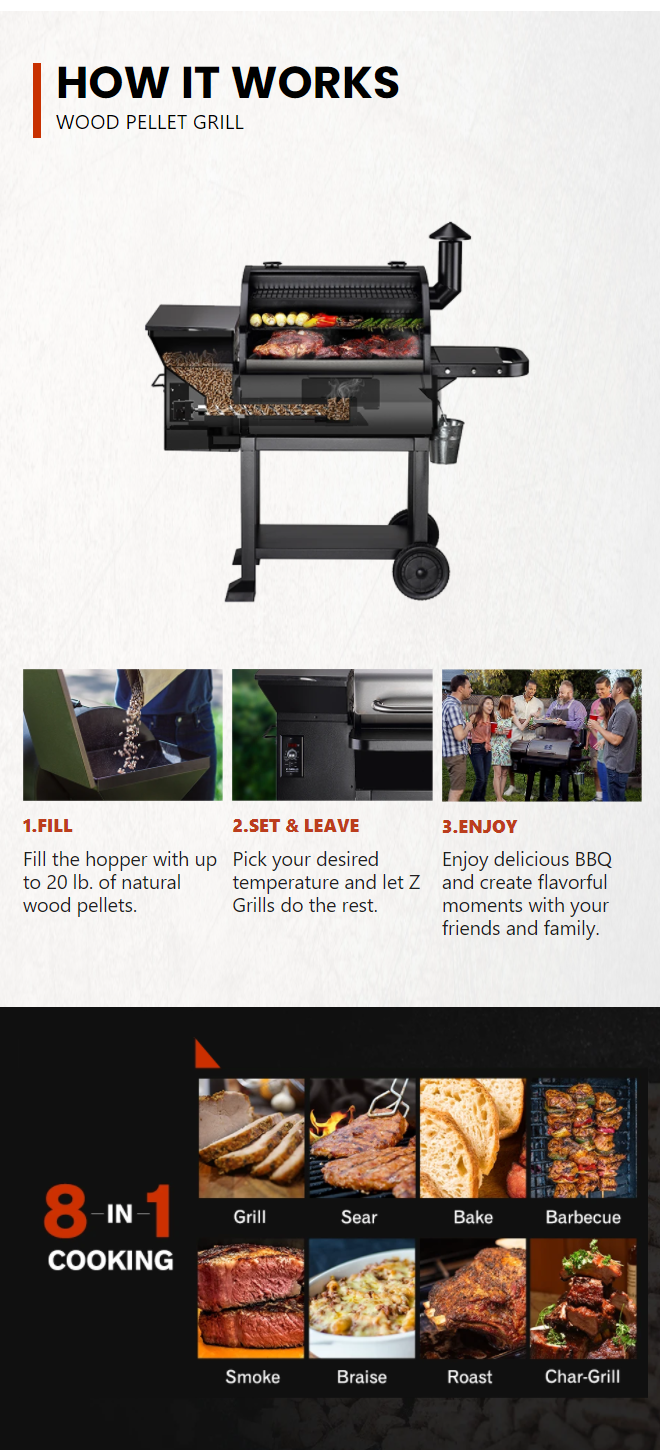 HOW IT WORKS
WOOD PELLET GRILL
1.FILL
Fill the hopper with up
to 20 lb. of natural
wood pellets.
2.SET & LEAVE
Pick your desired
temperature and let Z
Grills do the rest.
3.ENJOY
Enjoy delicious BBQ
and create flavorful
moments with your
friends and family.
8-IN-1
COOKING
Grill
Sear
Bake
Barbecue
Smoke
Braise
Roast
Char-Grill